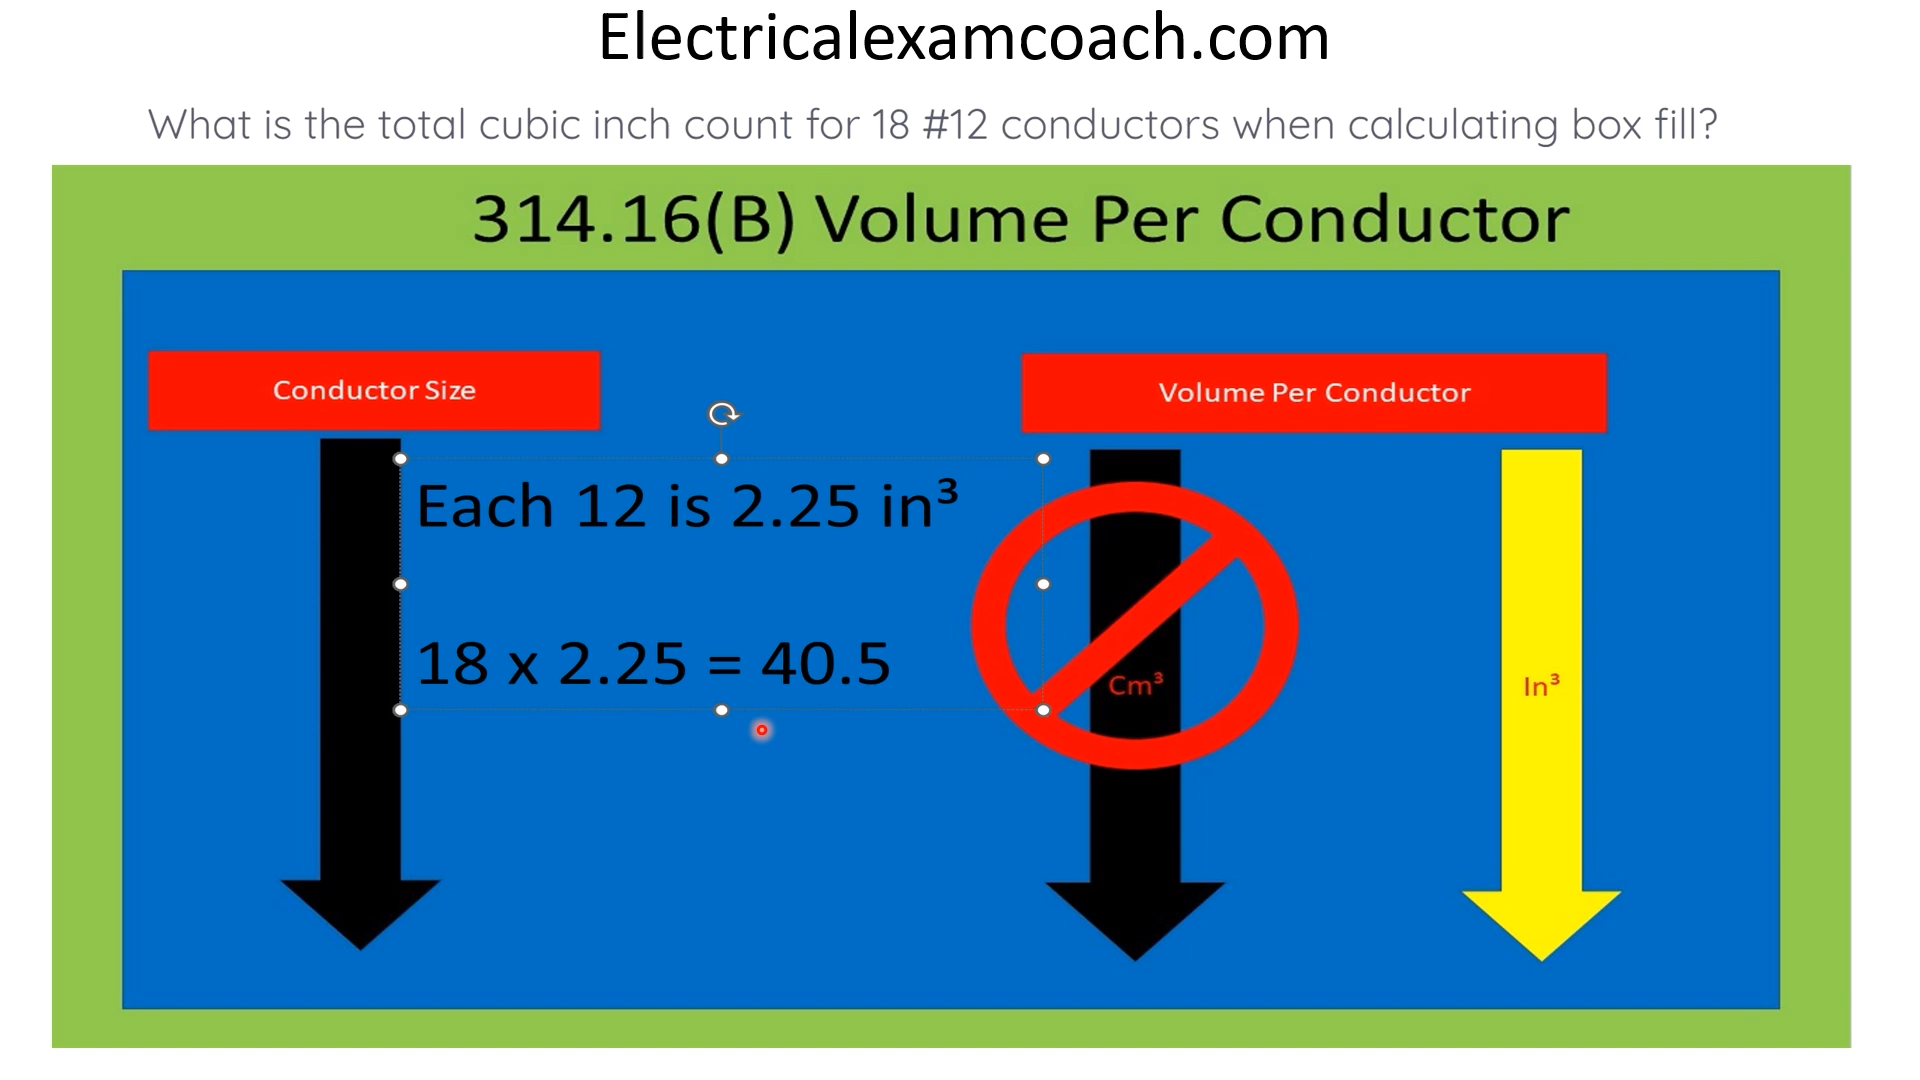 Electricalexamcoach.com
What is the total cubic inch count for 18 #12 conductors when calculating box fill?
314.16(B) Volume Per Conductor
Conductor Size
Volume Per Conductor
Each 12 is 2.25 in³
18 x 2.25 = 40.5
Cm³
In³